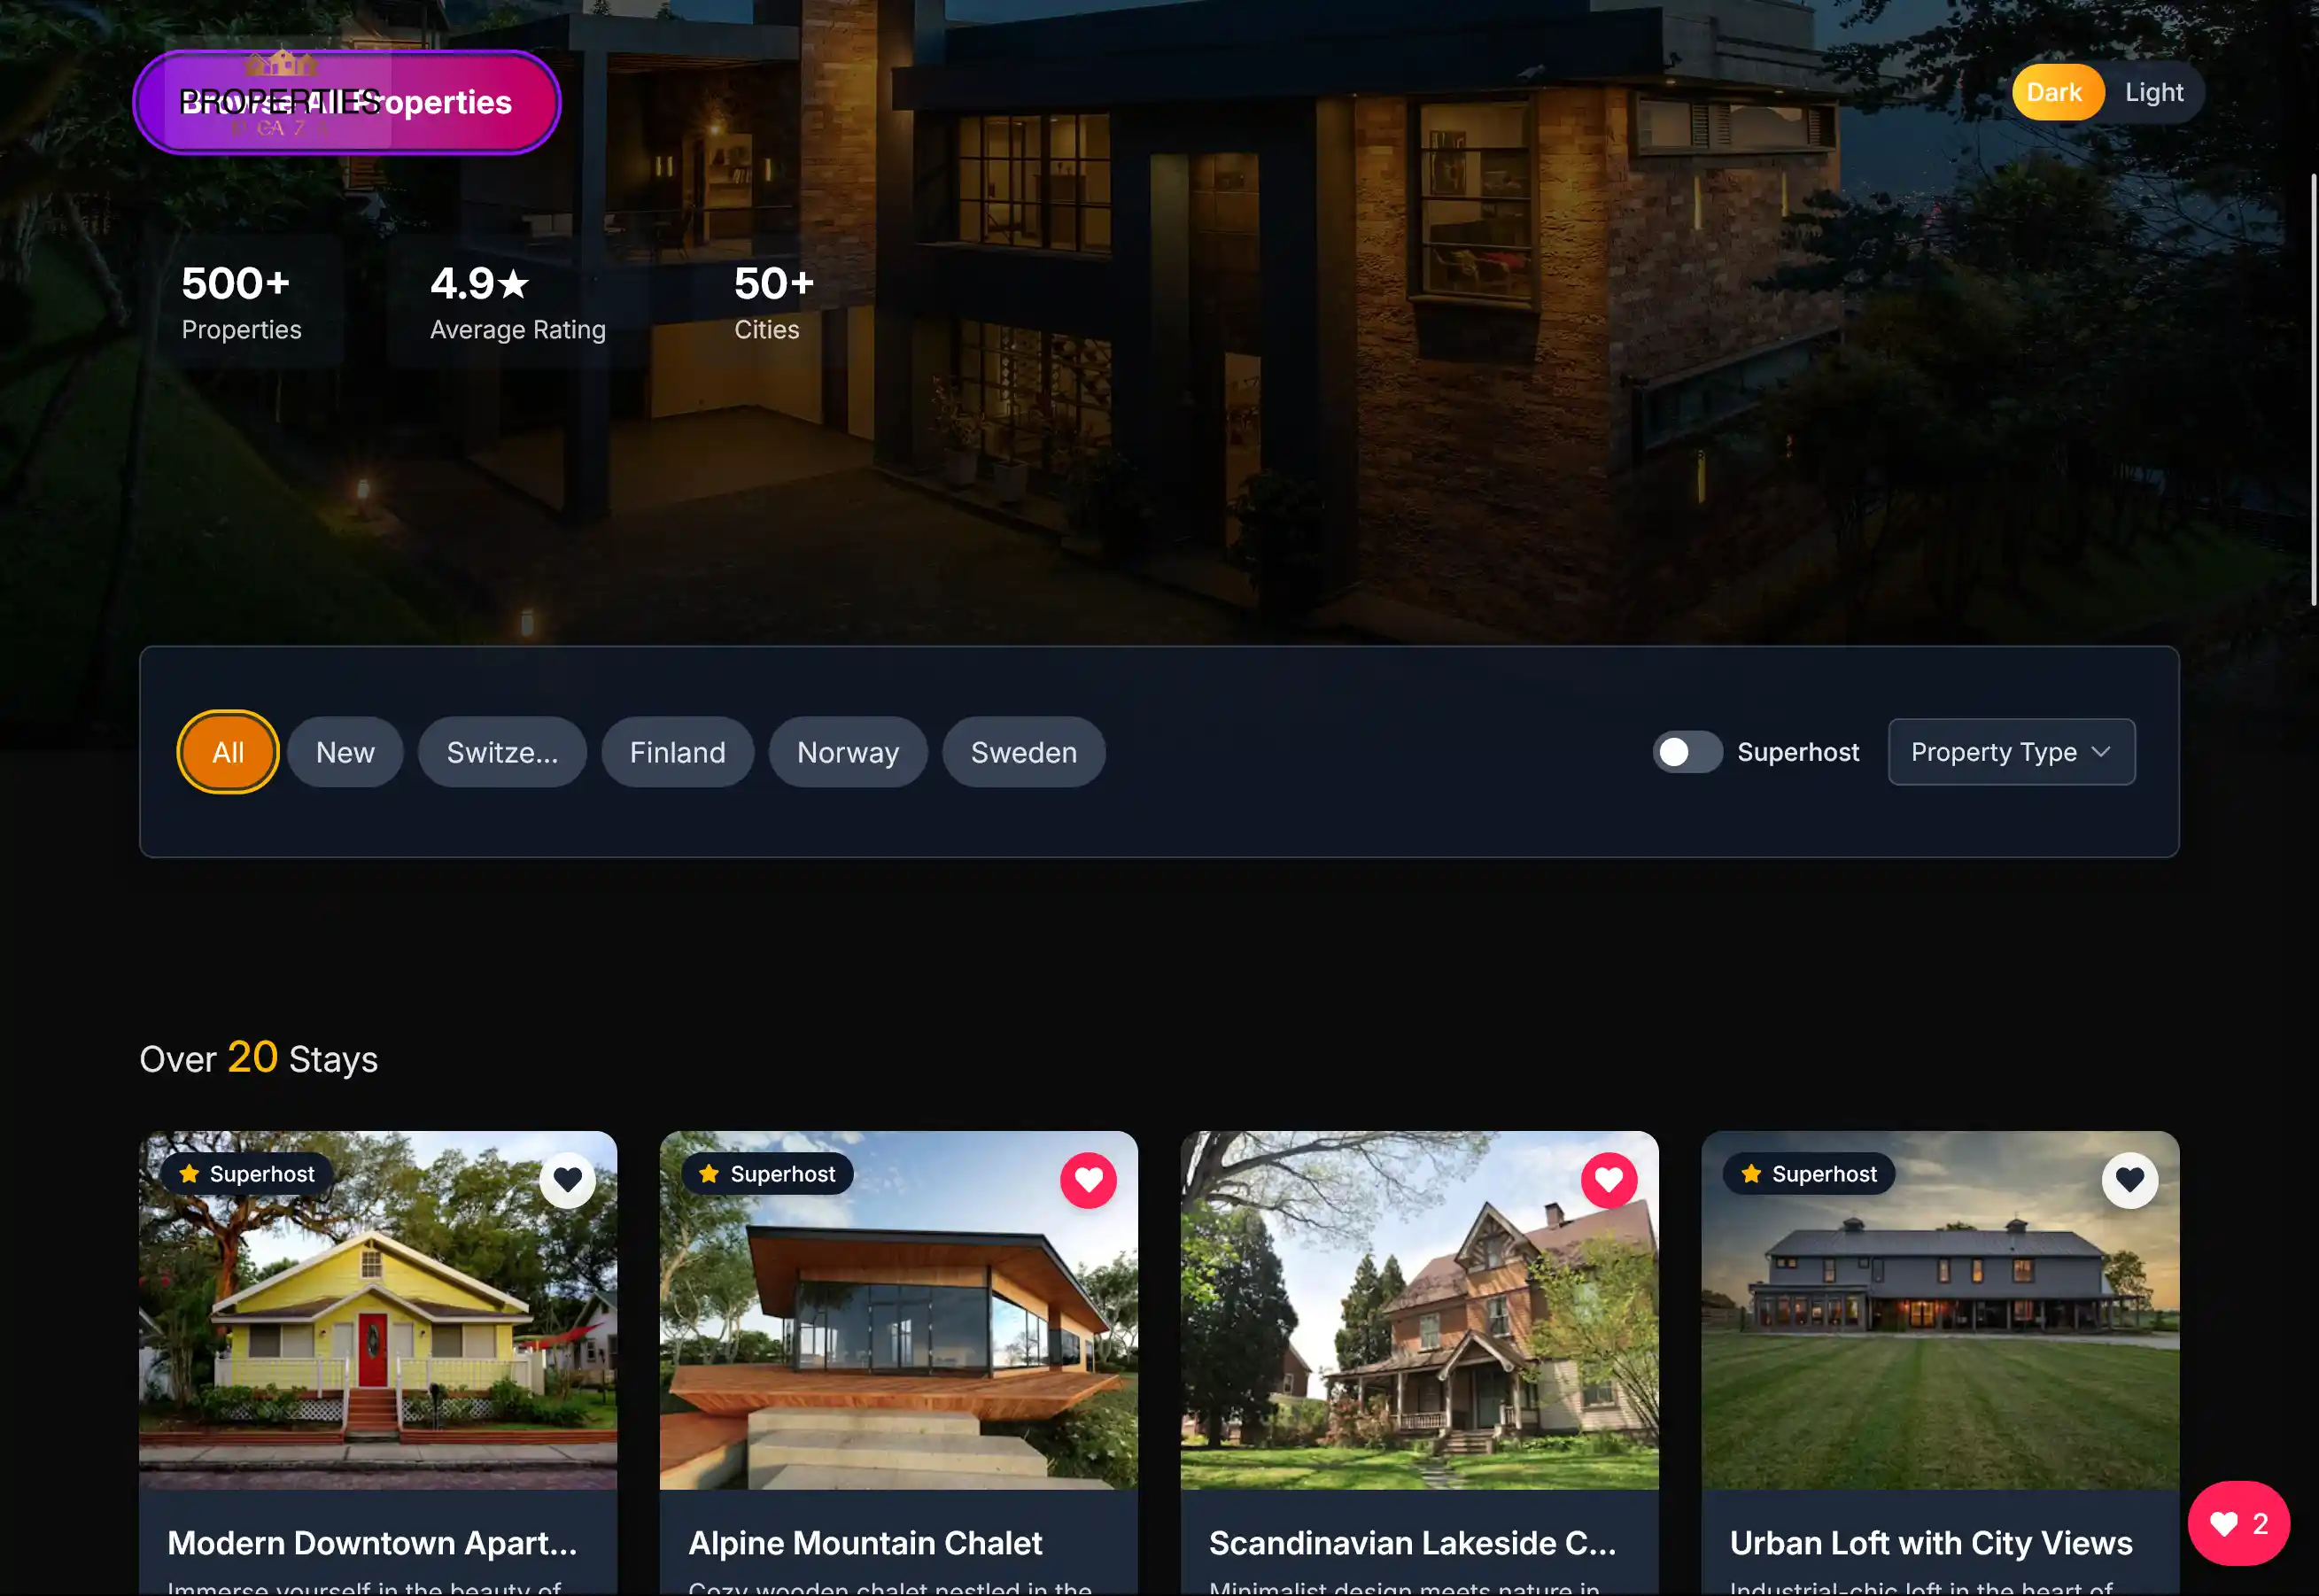 PROPERTIES
Browse All Properties
Dark
Light
500+
Properties
4.9★
Average Rating
50+
Cities
All
New
Switze...
Finland
Norway
Sweden
Superhost
Property Type
Over 20 Stays
Superhost
Superhost
Superhost
Modern Downtown Apart...
Alpine Mountain Chalet
Scandinavian Lakeside C...
Urban Loft with City Views
2
Immerse yourself in the beauty of
Cozy wooden chalet nestled in the
Minimalist design meets nature in
Industrial-chic loft in the heart of